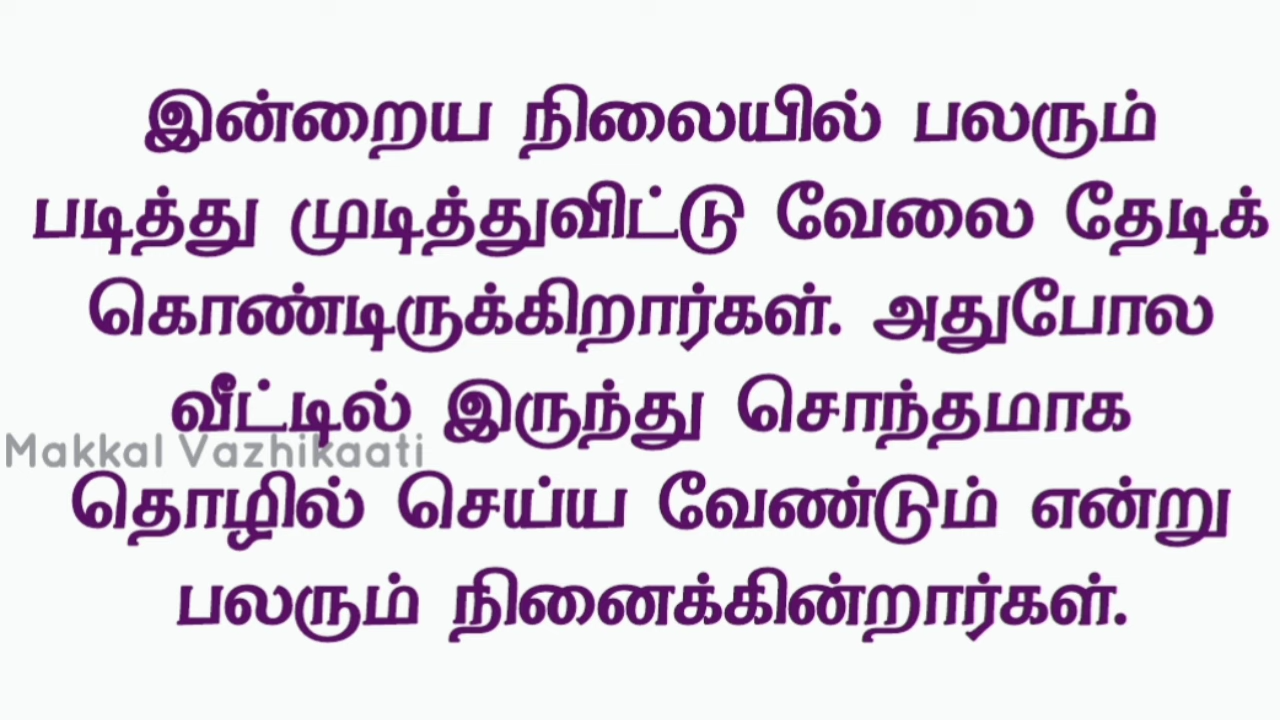 இன்றைய நிலையில் பலரும்
படித்து முடித்துவிட்டு வேலை தேடிக்
கொண்டிருக்கிறார்கள். அதுபோல
வீட்டில் இருந்து சொந்தமாக
Makkal Vazhikaati
தொழில் செய்ய வேண்டும் என்று
பலரும் நினைக்கின்றார்கள்.